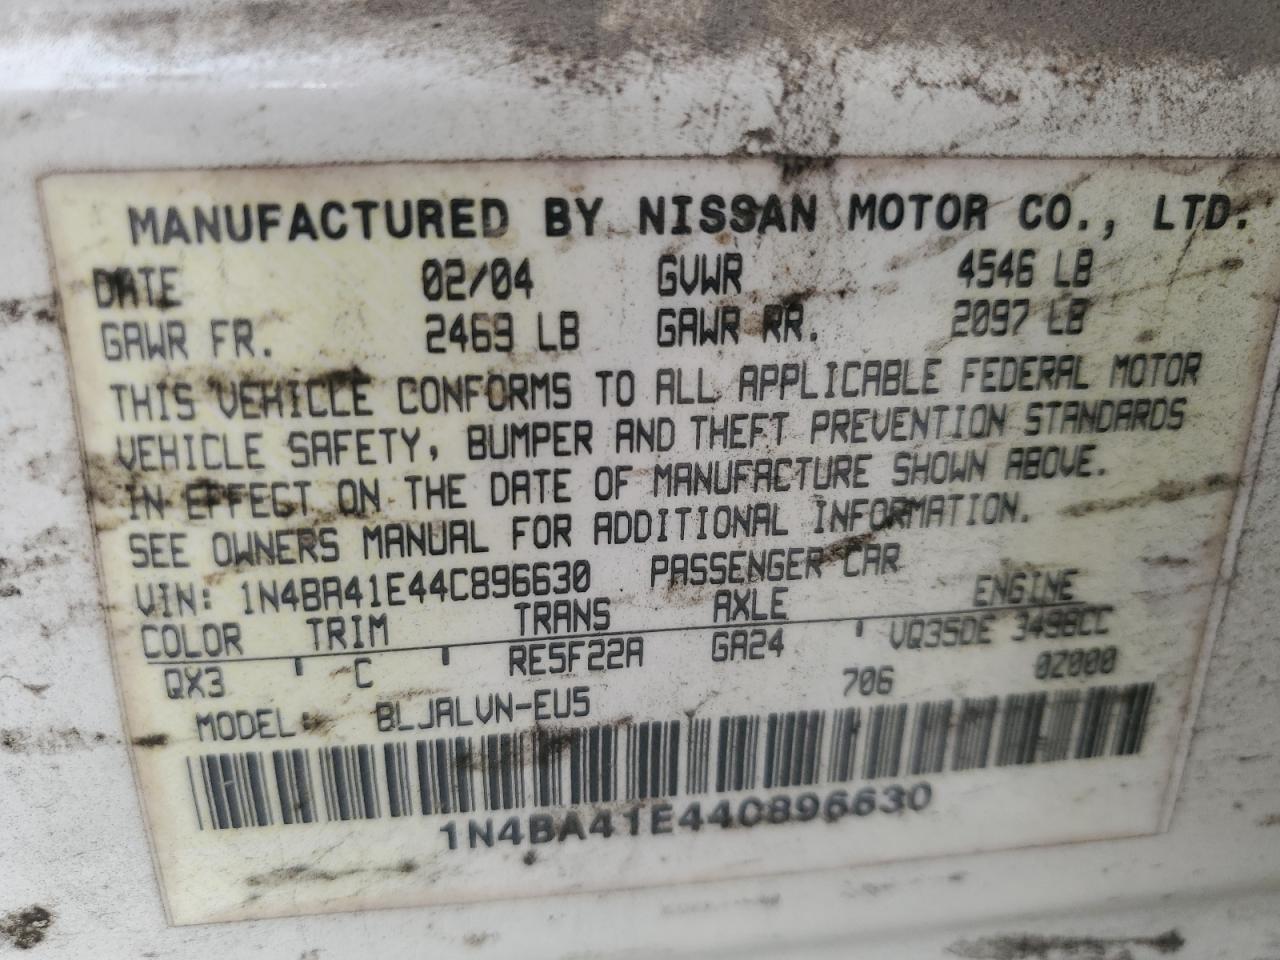 MANUFACTURED BY NISSAN MOTOR CO., LTD.
DATE 02/04 GVWR 4546 LB
GAWR FR. 2469 LB GAWR RR. 2097 LB
THIS VEHICLE CONFORMS TO ALL APPLICABLE FEDERAL MOTOR
VEHICLE SAFETY, BUMPER AND THEFT PREVENTION STANDARDS
IN EFFECT ON THE DATE OF MANUFACTURE SHOWN ABOVE.
SEE OWNERS MANUAL FOR ADDITIONAL INFORMATION.
VIN: 1N4BA41E44C896630 PASSENGER CAR
COLOR TRIM TRANS AXLE ENGINE
QX3 C RE5F22A GA24 VQ35DE 3498CC
MODEL: BLJALVN-EU5 706 0Z000
1N4BA41E44C896630